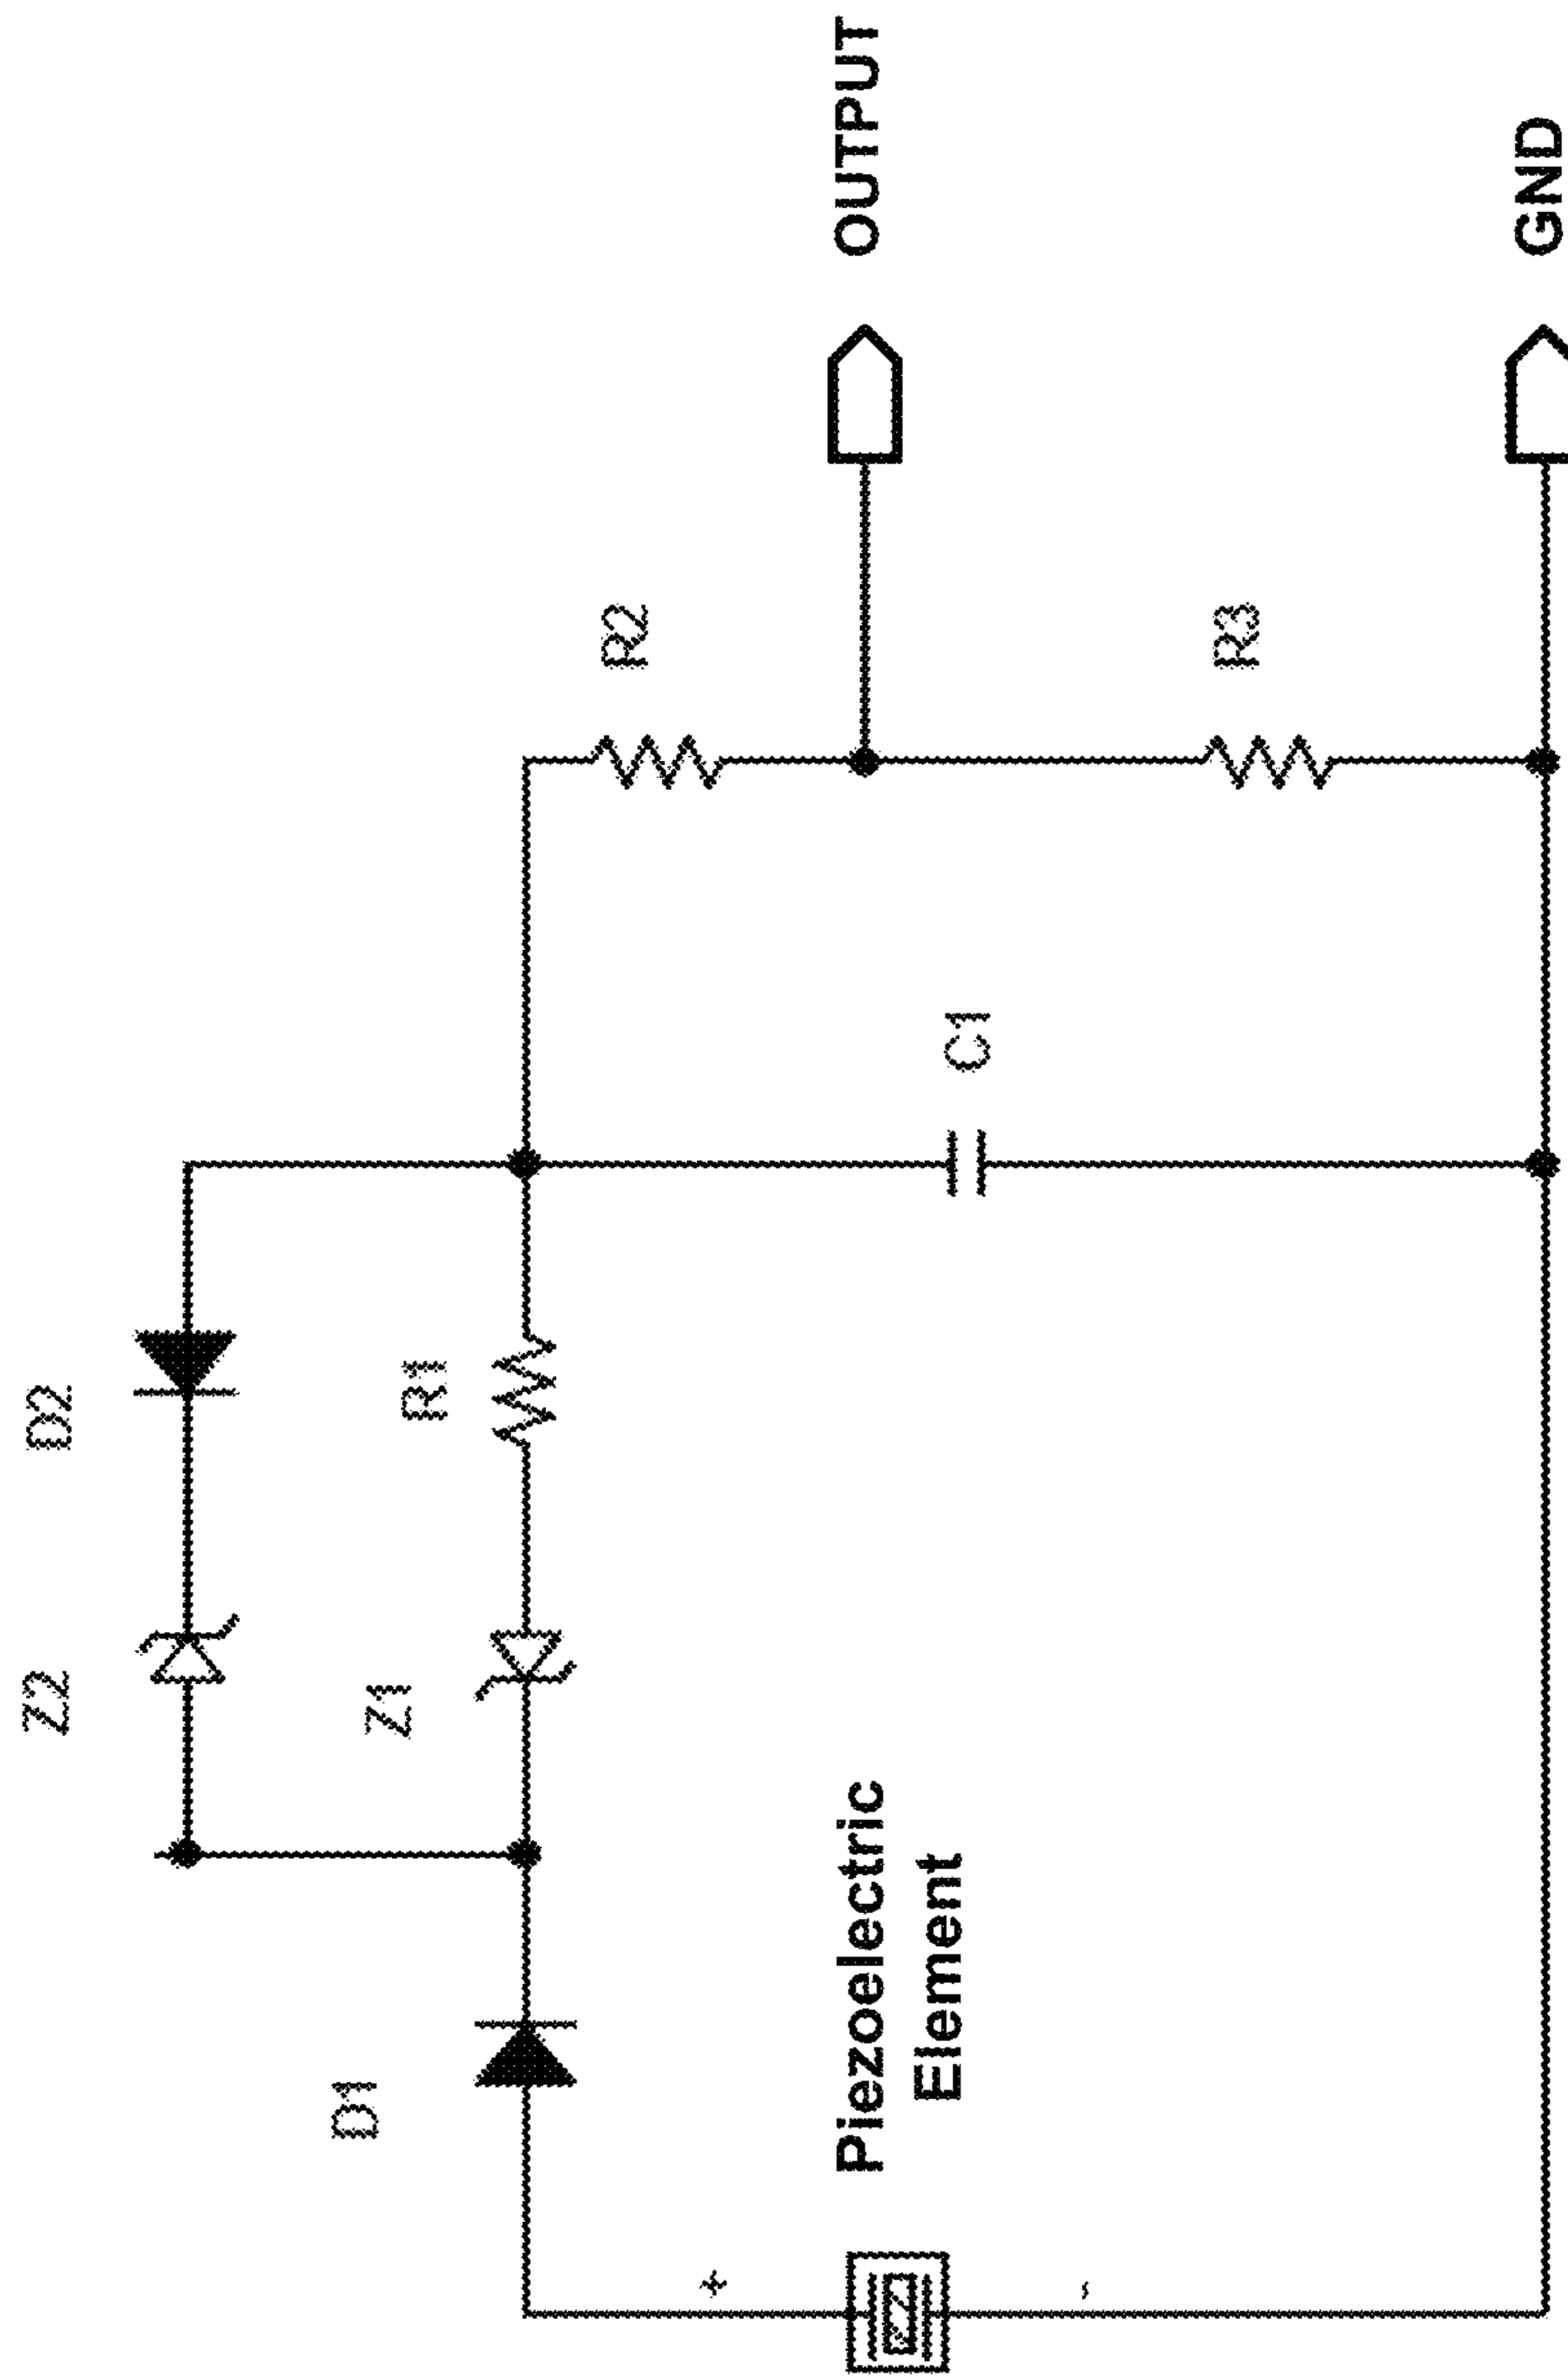 Z2
D2
D1
Z1
R1
R2
+
Piezoelectric
Element
C1
OUTPUT
R3
-
GND